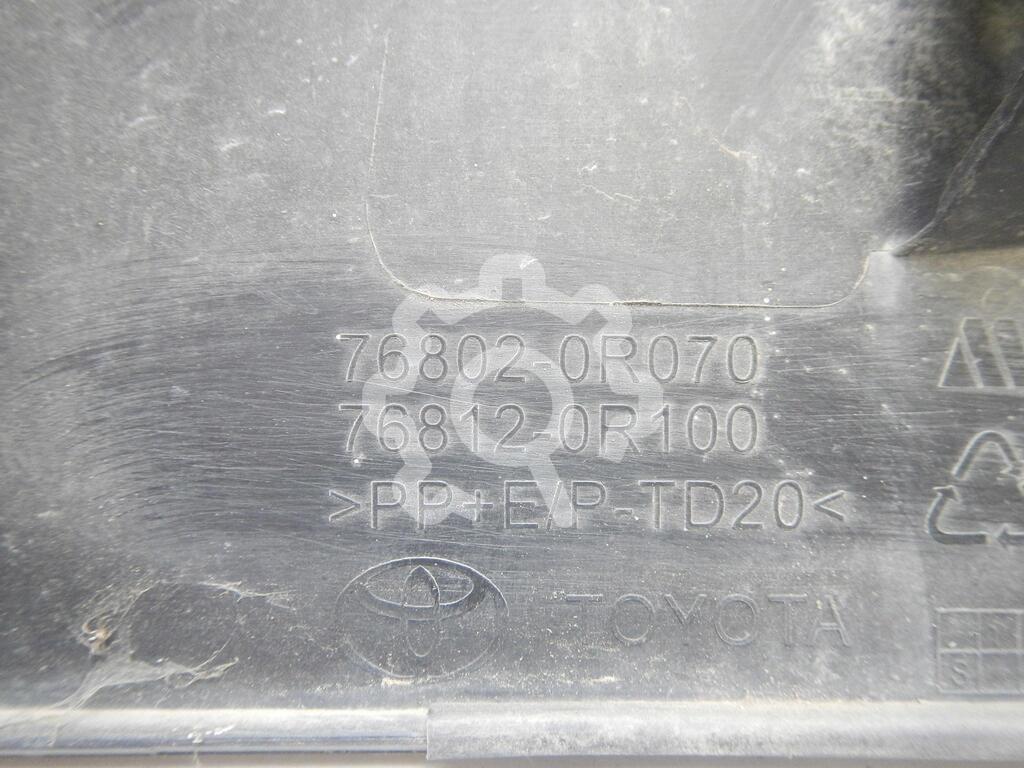 76802-0R070
76812-0R100
>PP+E/P-TD20<
TOYOTA
S